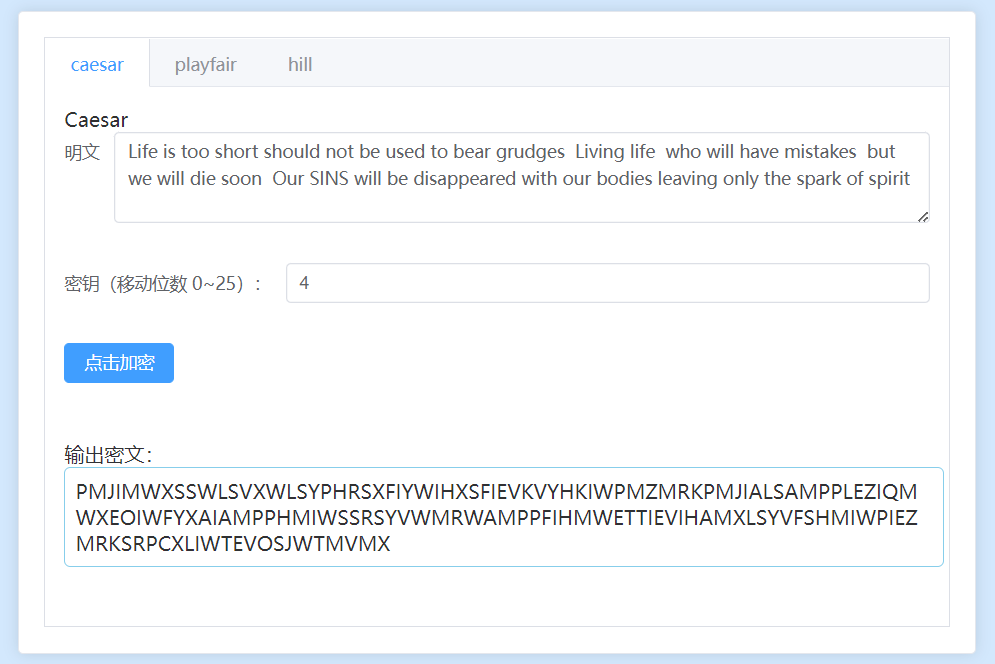 caesar playfair hill
Caesar
明文 Life is too short should not be used to bear grudges  Living life  who will have mistakes  but
we will die soon  Our SINS will be disappeared with our bodies leaving only the spark of spirit
密钥（移动位数 0~25）： 4
点击加密
输出密文:
PMJIMWXSSWLSVXWLSYPHRSXFIYWIHXSFIEVKVYHKIWPMZMRKPMJIALSAMPPLEZIQM
WXEOIWFYXAIAMPPHMIWSSRSYVWMRWAMPPFIHMWETTIEVIHAMXLSYVFSHMIWPIEZ
MRKSRPCXLIWTEVOSJWTMVMX